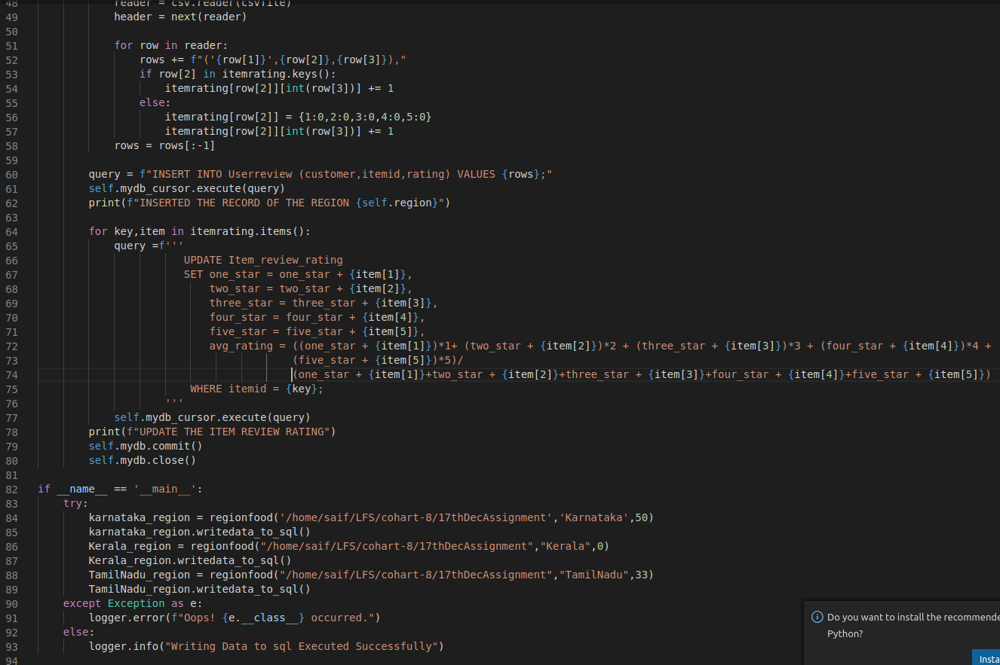 48 reader = csv.reader(csvfile)
49 header = next(reader)
50
51 for row in reader:
52 rows += f"('{row[1]}',{row[2]},{row[3]}),"
53 if row[2] in itemrating.keys():
54 itemrating[row[2]][int(row[3])] += 1
55 else:
56 itemrating[row[2]] = {1:0,2:0,3:0,4:0,5:0}
57 itemrating[row[2]][int(row[3])] += 1
58 rows = rows[:-1]
59
60 query = f"INSERT INTO Userreview (customer,itemid,rating) VALUES {rows};"
61 self.mydb_cursor.execute(query)
62 print(f"INSERTED THE RECORD OF THE REGION {self.region}")
63
64 for key,item in itemrating.items():
65 query =f'''
66 UPDATE Item_review_rating
67 SET one_star = one_star + {item[1]},
68 two_star = two_star + {item[2]},
69 three_star = three_star + {item[3]},
70 four_star = four_star + {item[4]},
71 five_star = five_star + {item[5]},
72 avg_rating = ((one_star + {item[1]})*1+ (two_star + {item[2]})*2 + (three_star + {item[3]})*3 + (four_star + {item[4]})*4 +
73 (five_star + {item[5]})*5)/
74 (one_star + {item[1]}+two_star + {item[2]}+three_star + {item[3]}+four_star + {item[4]}+five_star + {item[5]})
75 WHERE itemid = {key};
76 '''
77 self.mydb_cursor.execute(query)
78 print(f"UPDATE THE ITEM REVIEW RATING")
79 self.mydb.commit()
80 self.mydb.close()
81
82 if __name__ == '__main__':
83 try:
84 karnataka_region = regionfood('/home/saif/LFS/cohart-8/17thDecAssignment','Karnataka',50)
85 karnataka_region.writedata_to_sql()
86 Kerala_region = regionfood("/home/saif/LFS/cohart-8/17thDecAssignment","Kerala",0)
87 Kerala_region.writedata_to_sql()
88 TamilNadu_region = regionfood("/home/saif/LFS/cohart-8/17thDecAssignment","TamilNadu",33)
89 TamilNadu_region.writedata_to_sql()
90 except Exception as e:
91 logger.error(f"Oops! {e.__class__} occurred.")
92 else:
93 logger.info("Writing Data to sql Executed Successfully")
94
Do you want to install the recommende
Python?
Insta